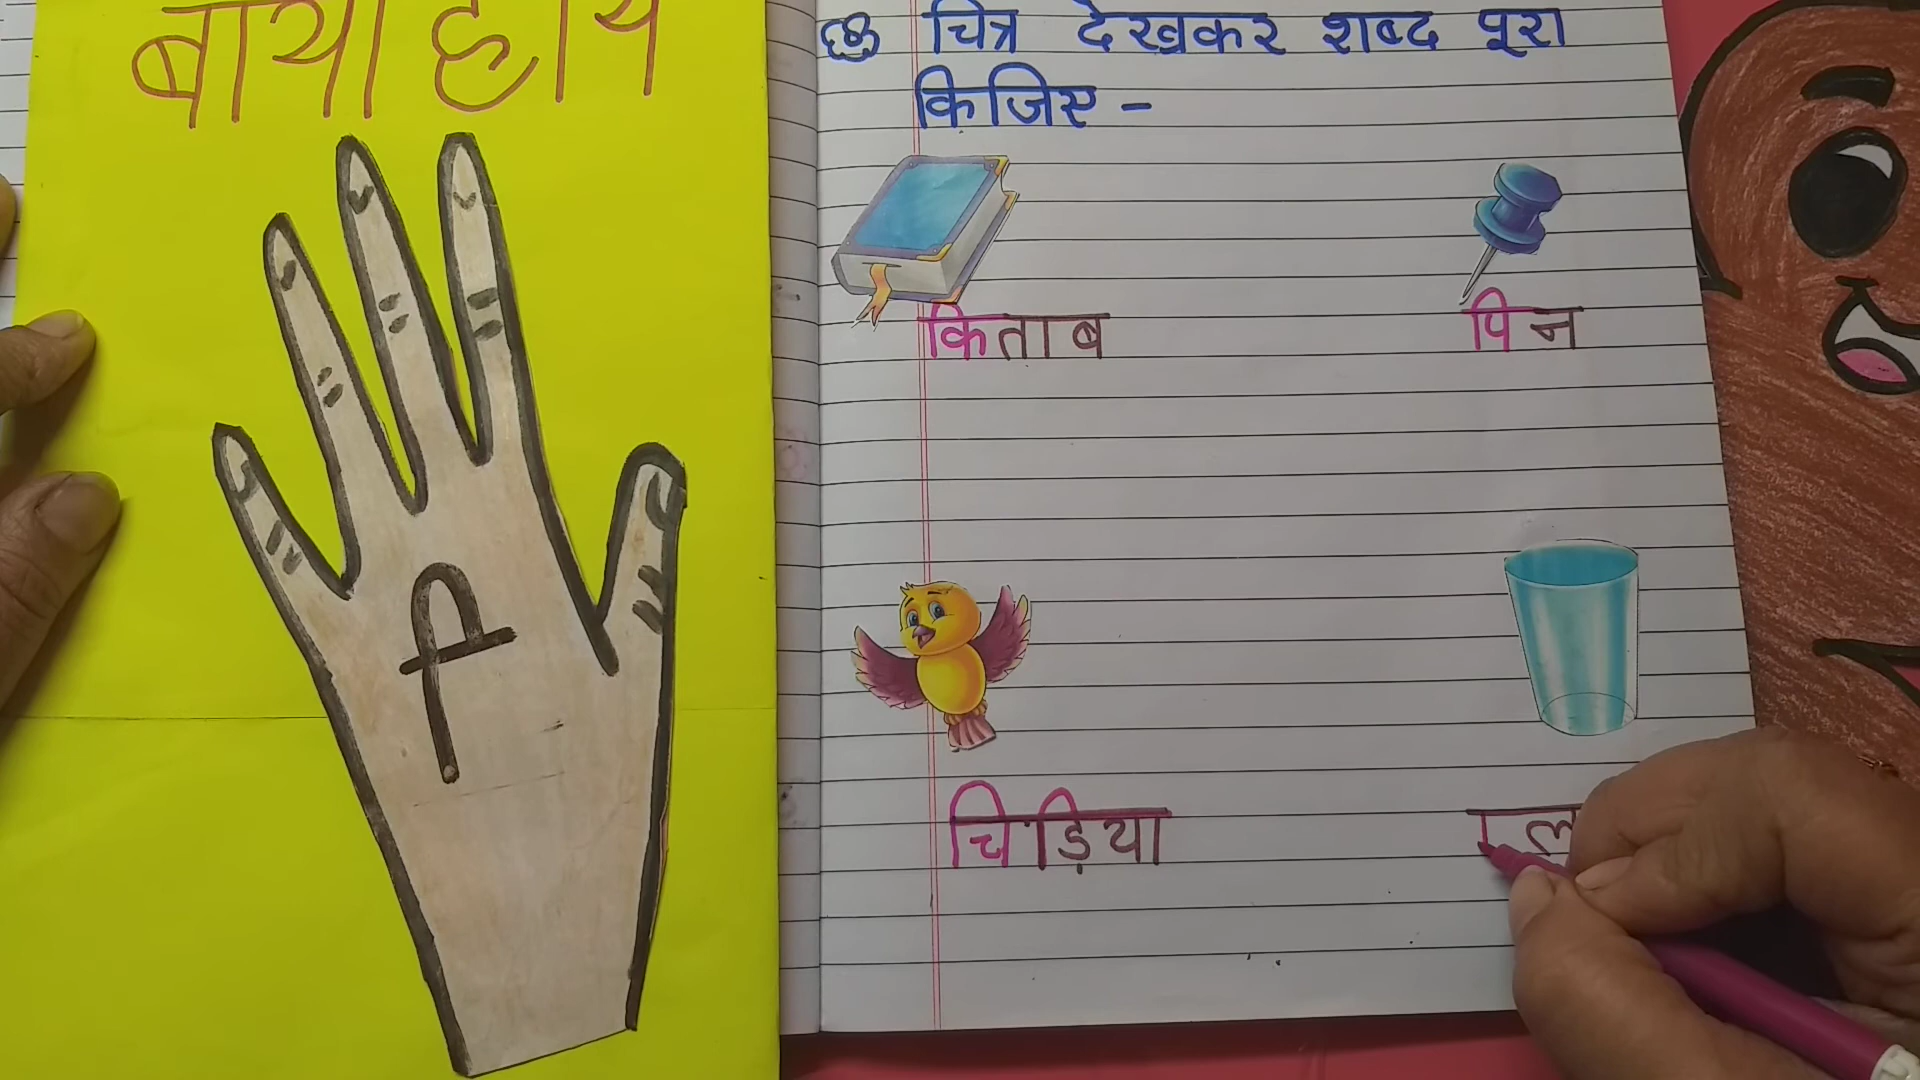 बायाँ हाथ
ि
छ चित्र देखकर शब्द पूरा
किजिए -
किताब
पिन
चिड़िया